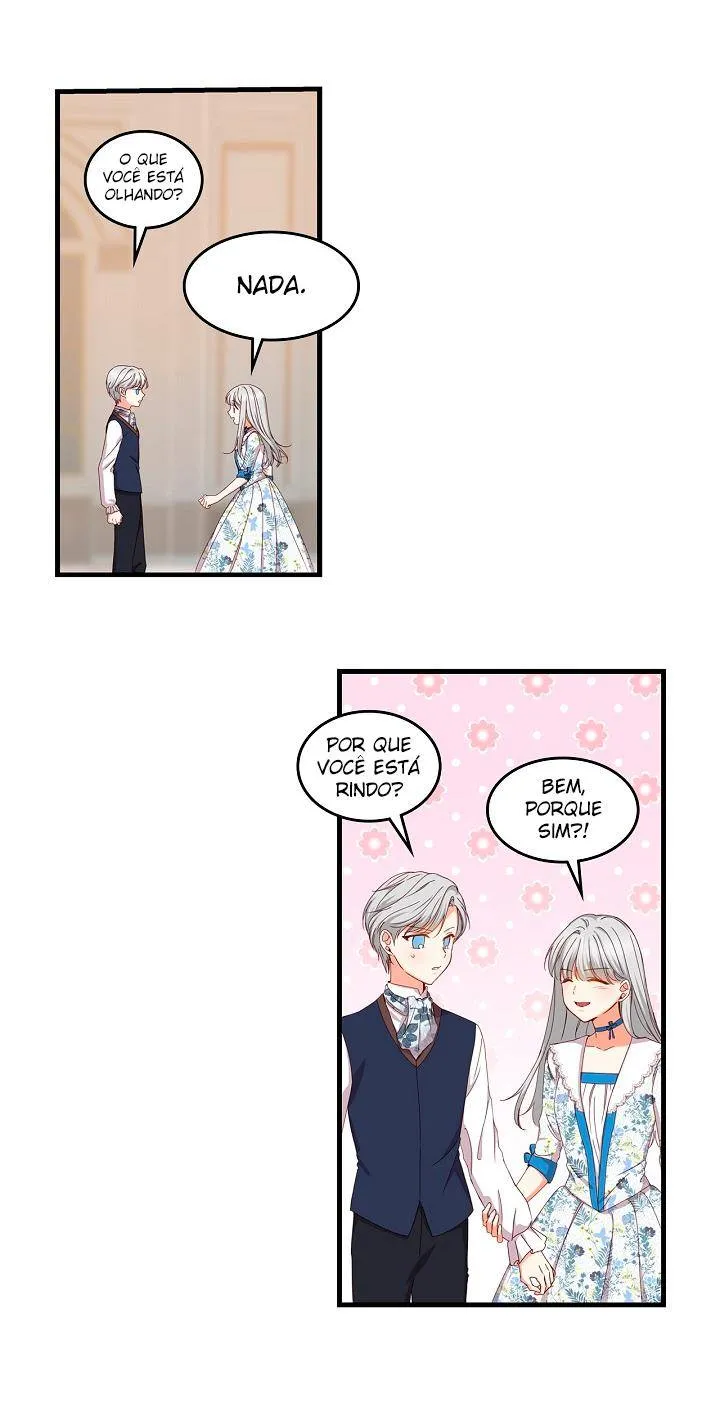 O QUE
VOCÊ ESTÁ
OLHANDO?
NADA.
POR QUE
VOCÊ ESTÁ
RINDO?
BEM,
PORQUE
SIM?!